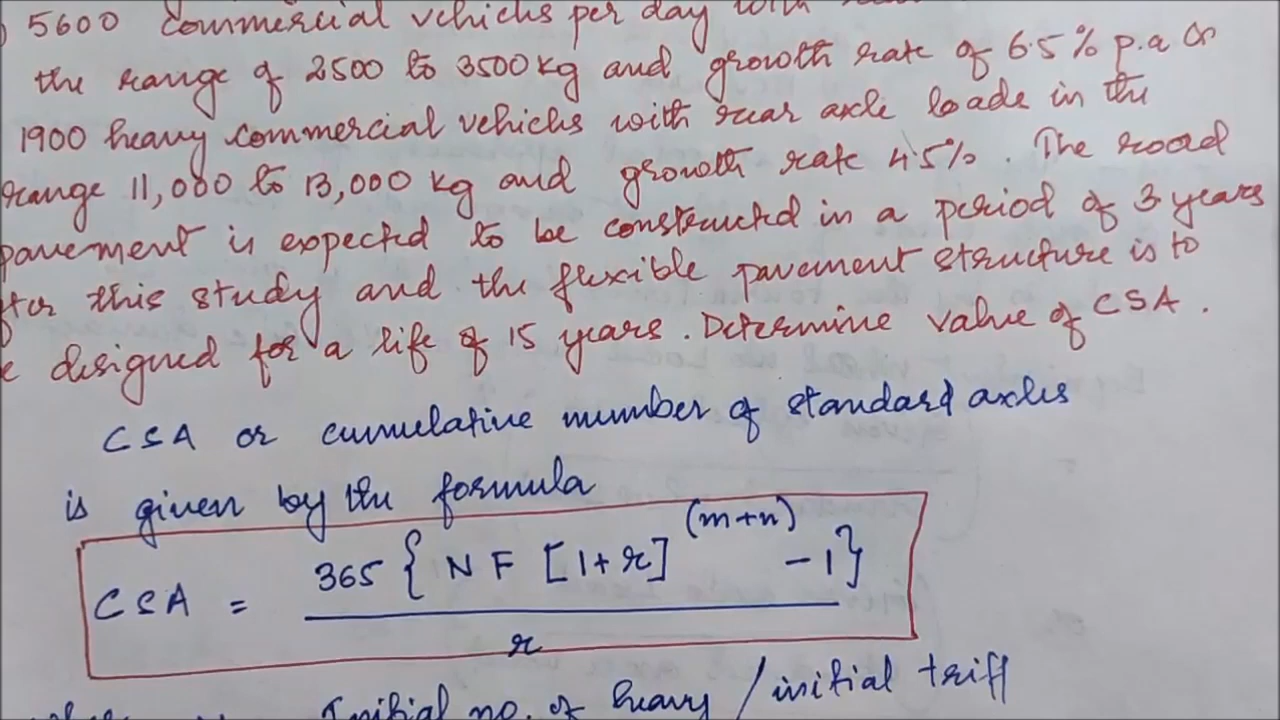 5600 commercial vehicles per day with
the range of 2500 to 3500 kg and growth rate of 6.5% p.a &
1900 heavy commercial vehicles with rear axle loads in the
range 11,000 to 13,000 kg and growth rate 4.5%. The road
pavement is expected to be constructed in a period of 3 years
this study and the flexible pavement structure is to
designed for a life of 15 years. Determine value of CSA.
CSA or cumulative number of standard axles
is given by the formula
CSA = 365 { N F [1+r]^(m+n) -1} / r
Initial no. of heavy / initial triff